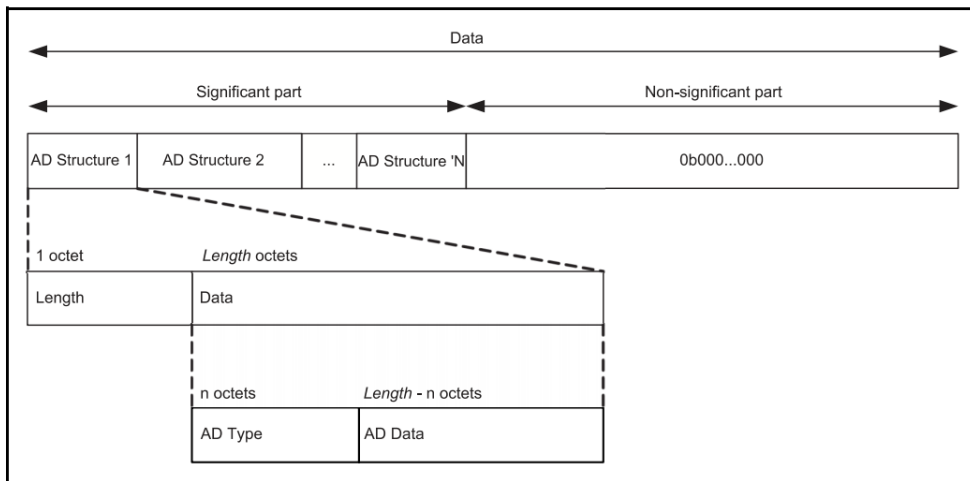 Data
Significant part Non-significant part
AD Structure 1 AD Structure 2 ... AD Structure 'N 0b000...000
1 octet Length octets
Length Data
n octets Length - n octets
AD Type AD Data